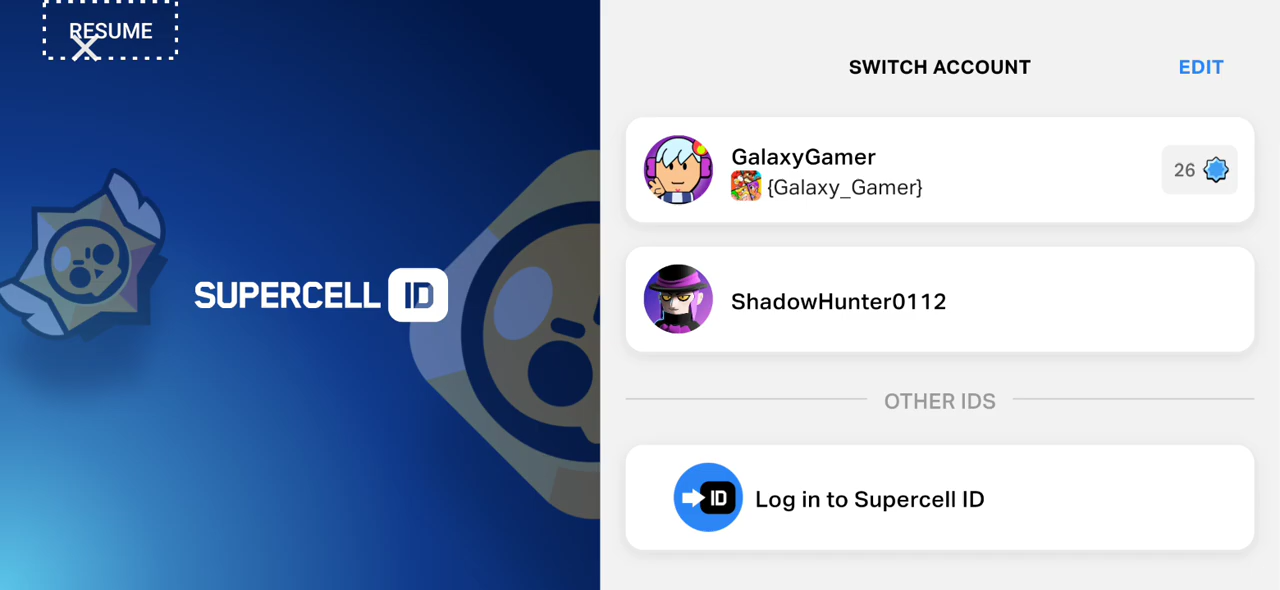 RESUME
SUPERCELL ID
SWITCH ACCOUNT
EDIT
GalaxyGamer
{Galaxy_Gamer}
26
ShadowHunter0112
OTHER IDS
ID
Log in to Supercell ID